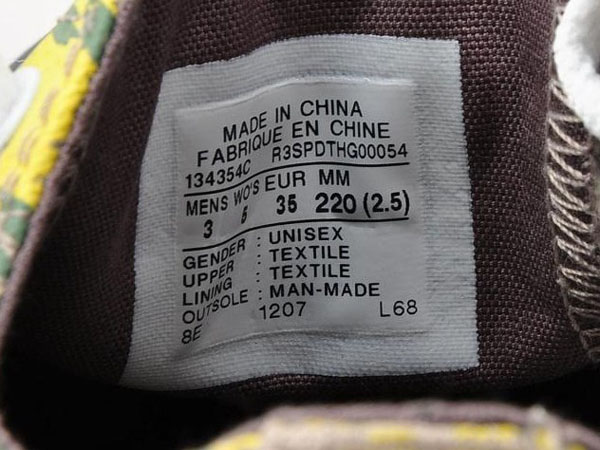 MADE IN CHINA
FABRIQUE EN CHINE
134354C R3SPDTHG00054
MENS WO'S EUR MM
3 5 35 220 (2.5)
GENDER : UNISEX
UPPER : TEXTILE
LINING : TEXTILE
OUTSOLE : MAN-MADE
8E 1207 L68